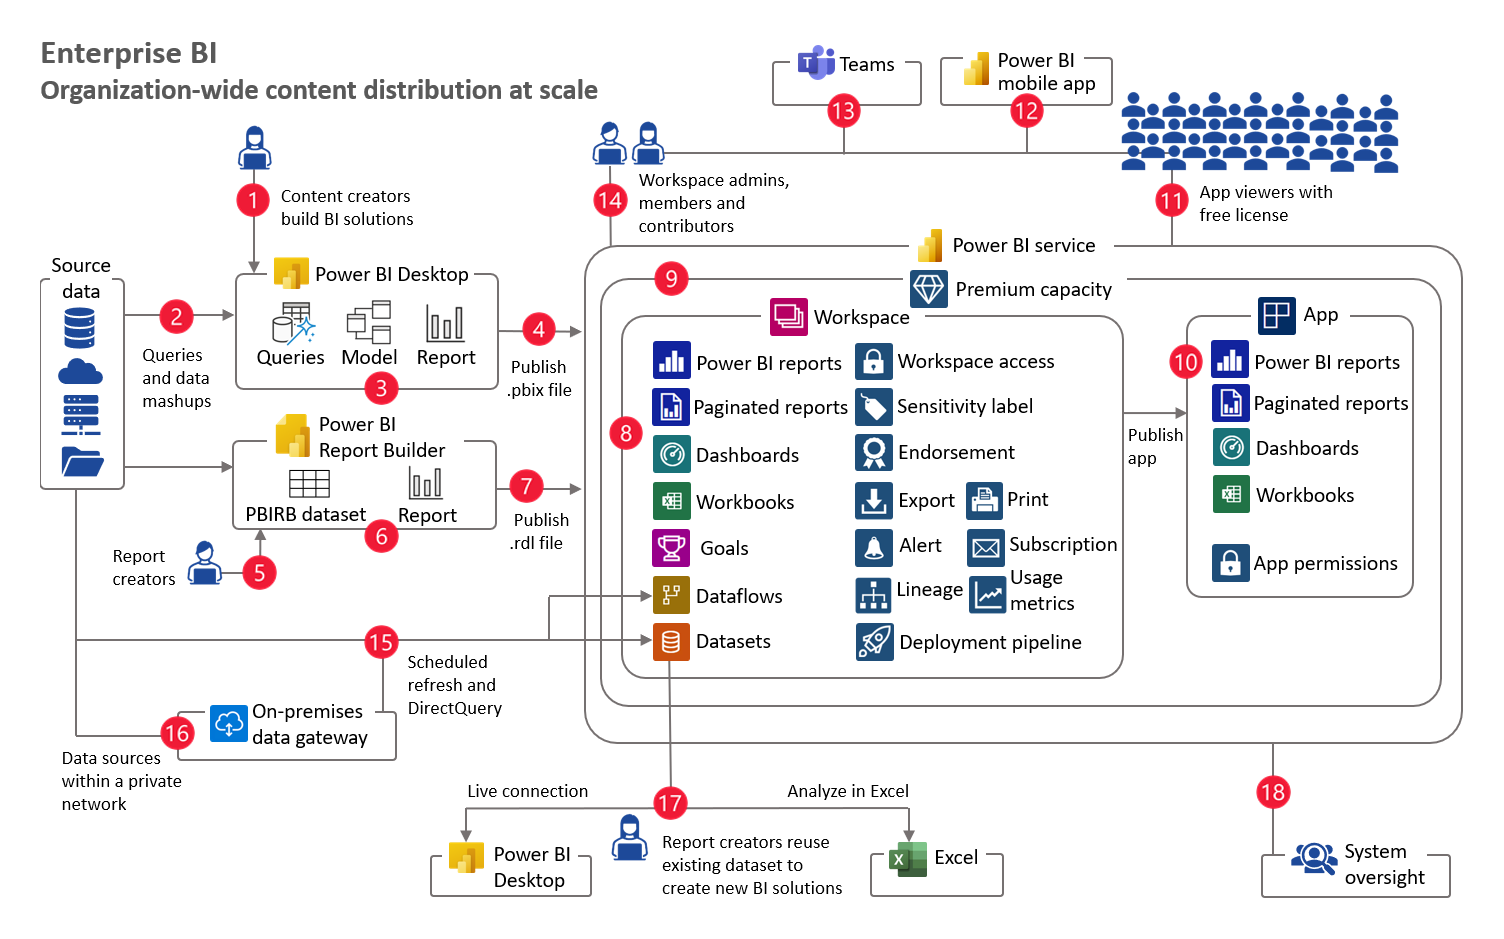 Enterprise BI
Organization-wide content distribution at scale
Teams
13
Power BI
mobile app
12
1
Content creators
build BI solutions
14
Workspace admins,
members and
contributors
11
App viewers with
free license
Source
data
2
Queries
and data
mashups
Power BI Desktop
Queries
Model
Report
3
4
Publish
.pbix file
Power BI
Report Builder
PBIRB dataset
Report
6
7
Publish
.rdl file
Report
creators
5
Power BI service
9
Premium capacity
Workspace
8
Power BI reports
Paginated reports
Dashboards
Workbooks
Goals
Dataflows
Datasets
Workspace access
Sensitivity label
Endorsement
Export
Print
Alert
Subscription
Lineage
Usage
metrics
Deployment pipeline
Publish
app
App
10
Power BI reports
Paginated reports
Dashboards
Workbooks
App permissions
15
Scheduled
refresh and
DirectQuery
16
On-premises
data gateway
Data sources
within a private
network
Live connection
17
Analyze in Excel
Power BI
Desktop
Report creators reuse
existing dataset to
create new BI solutions
X
Excel
18
System
oversight